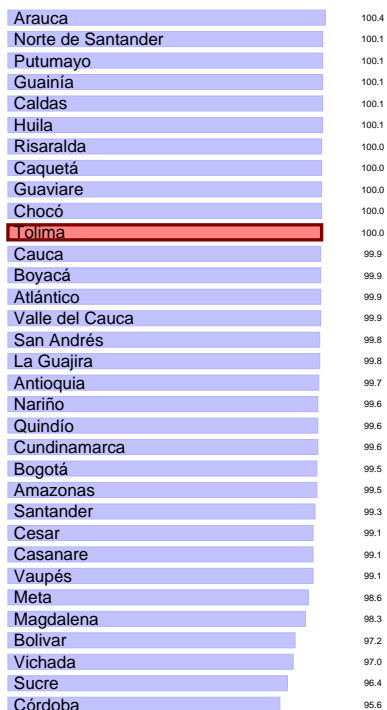 Arauca 100.4
Norte de Santander 100.1
Putumayo 100.1
Guainía 100.1
Caldas 100.1
Huila 100.1
Risaralda 100.0
Caquetá 100.0
Guaviare 100.0
Chocó 100.0
Tolima 100.0
Cauca 99.9
Boyacá 99.9
Atlántico 99.9
Valle del Cauca 99.9
San Andrés 99.8
La Guajira 99.8
Antioquia 99.7
Nariño 99.6
Quindío 99.6
Cundinamarca 99.6
Bogotá 99.5
Amazonas 99.5
Santander 99.3
Cesar 99.1
Casanare 99.1
Vaupés 99.1
Meta 98.6
Magdalena 98.3
Bolivar 97.2
Vichada 97.0
Sucre 96.4
Córdoba 95.6